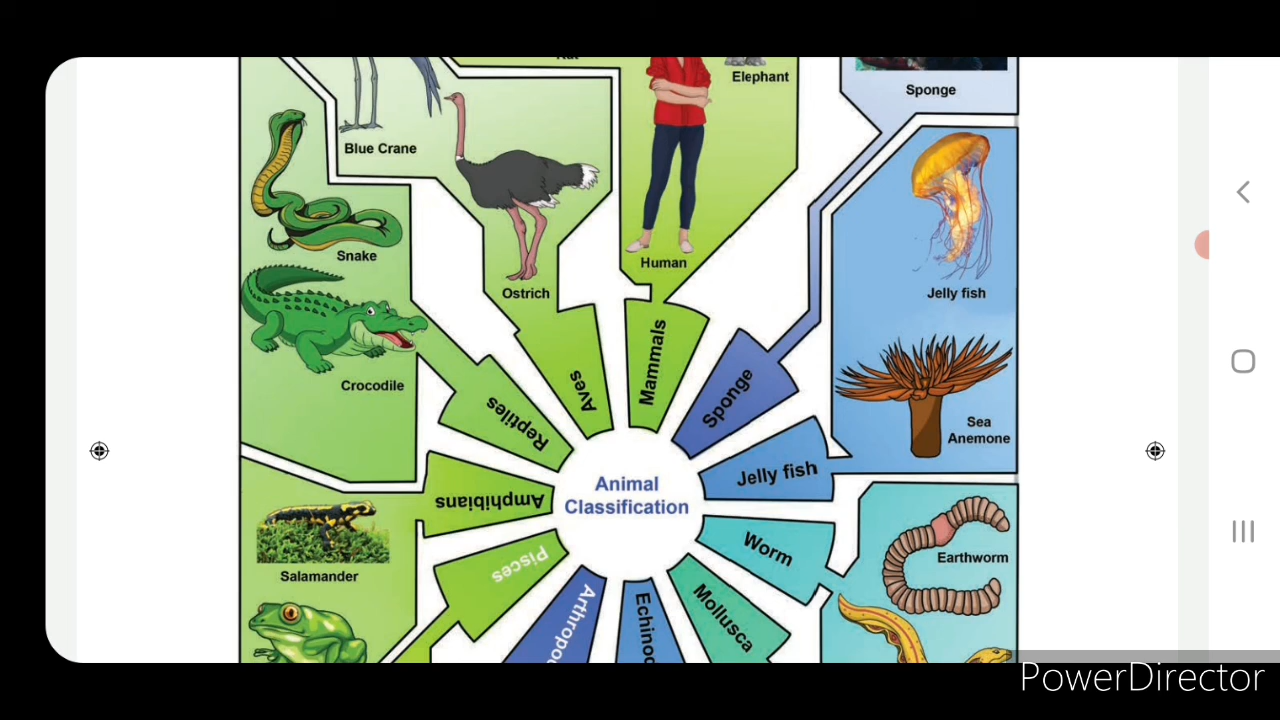 Elephant
Sponge
Blue Crane
Snake
Ostrich
Human
Jelly fish
Crocodile
Sea
Anemone
Mammals
Aves
Sponge
Reptiles
Jelly fish
Amphibians
Animal
Classification
Worm
Pisces
Mollusca
Salamander
Earthworm
PowerDirector